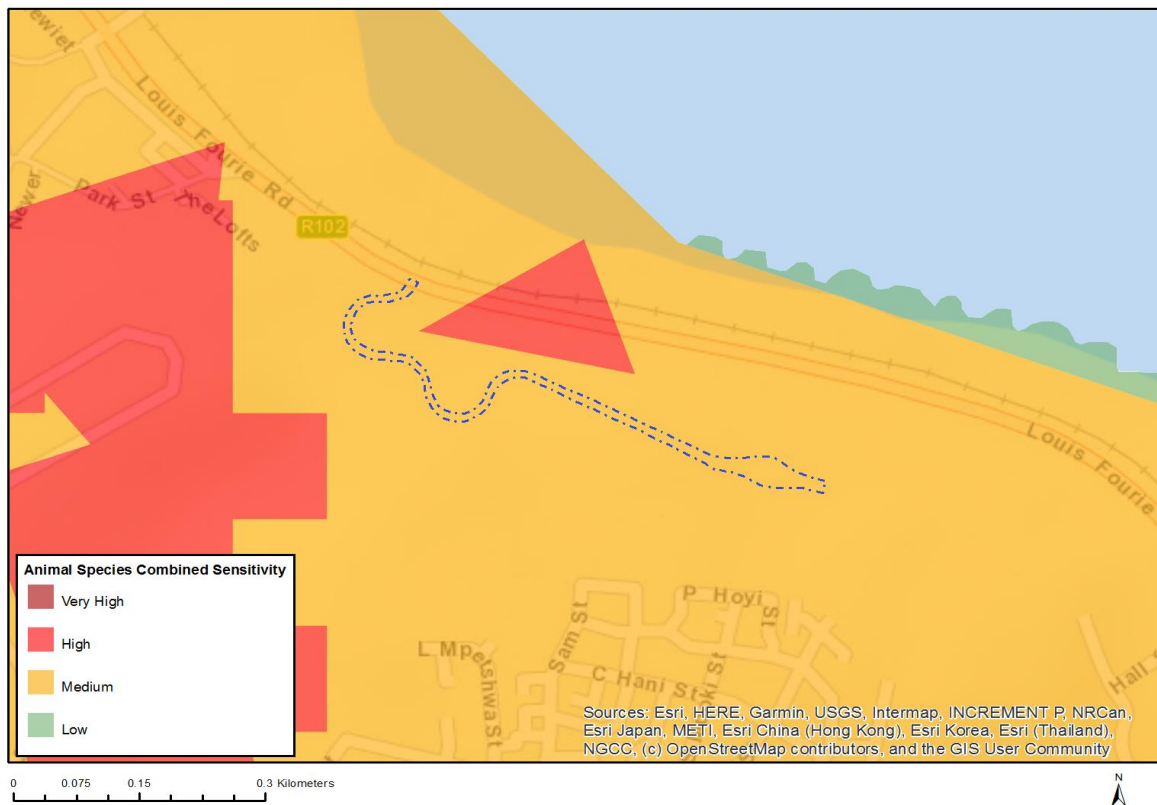 ewiet
Louis Fourie Rd
Newer
Park St
The Lofts
R102
Louis Fourie
P Hoyi St
Sam St
L Mpetshwa St
C Hani St
oki St
Hall S
Animal Species Combined Sensitivity
Very High
High
Medium
Low
Sources: Esri, HERE, Garmin, USGS, Intermap, INCREMENT P, NRCan,
Esri Japan, METI, Esri China (Hong Kong), Esri Korea, Esri (Thailand),
NGCC, (c) OpenStreetMap contributors, and the GIS User Community
0 0.075 0.15 0.3 Kilometers
N